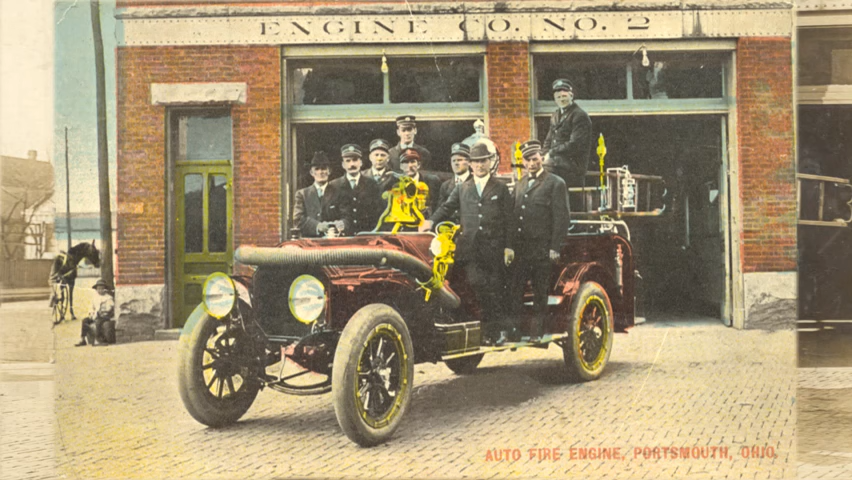 ENGINE CO. NO. 2
AUTO FIRE ENGINE, PORTSMOUTH, OHIO.